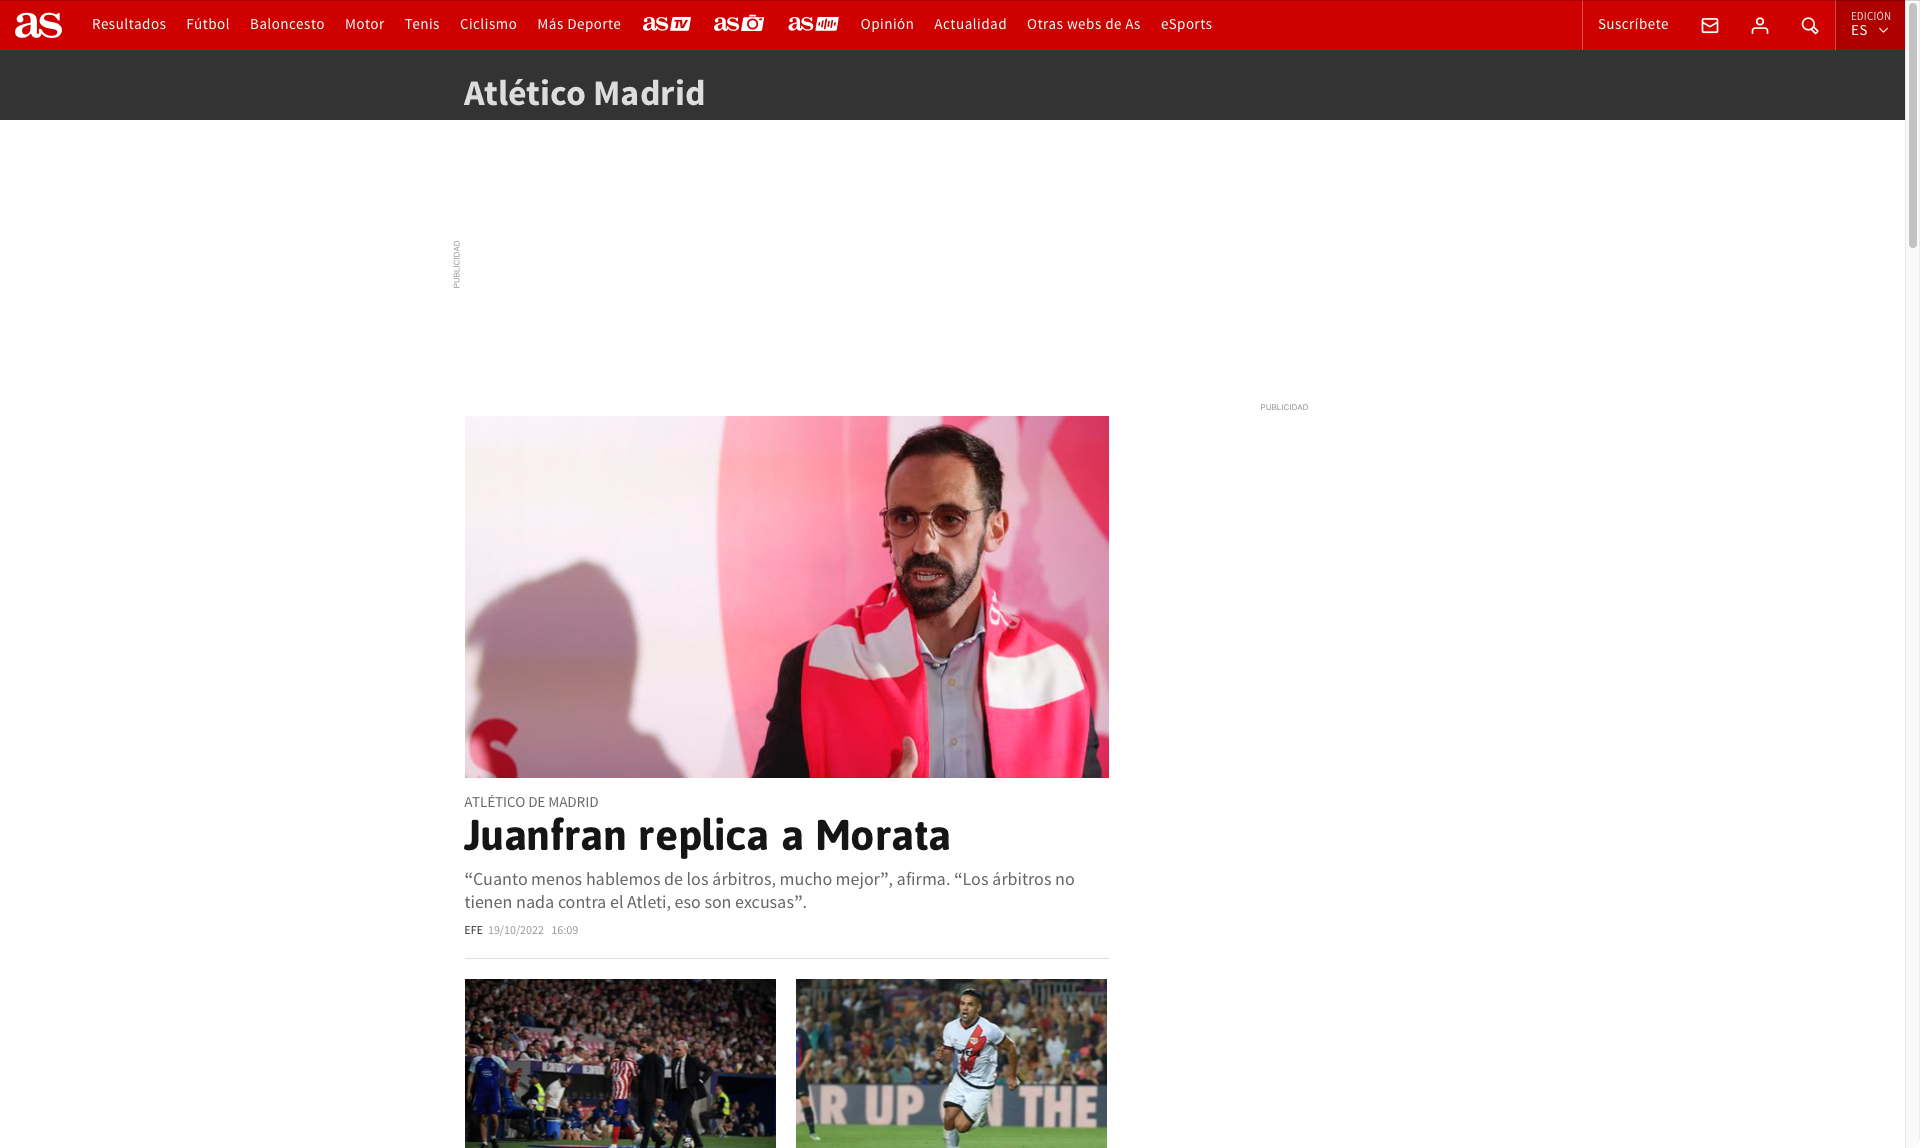 as
Resultados Fútbol Baloncesto Motor Tenis Ciclismo Más Deporte as TV as as Opinión Actualidad Otras webs de As eSports Suscríbete EDICIÓN
ES
Atlético Madrid
PUBLICIDAD
PUBLICIDAD
ATLÉTICO DE MADRID
Juanfran replica a Morata
“Cuanto menos hablemos de los árbitros, mucho mejor”, afirma. “Los árbitros no
tienen nada contra el Atleti, eso son excusas”.
EFE 19/10/2022 16:09
AR UP ON THE